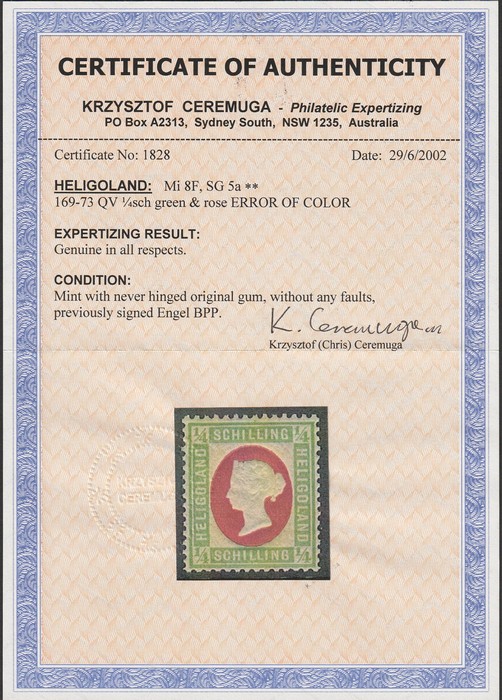 CERTIFICATE OF AUTHENTICITY
KRZYSZTOF CEREMUGA - Philatelic Expertizing
PO Box A2313, Sydney South, NSW 1235, Australia
Certificate No: 1828 Date: 29/6/2002
HELIGOLAND: Mi 8F, SG 5a **
169-73 QV ¼sch green & rose ERROR OF COLOR
EXPERTIZING RESULT:
Genuine in all respects.
CONDITION:
Mint with never hinged original gum, without any faults,
previously signed Engel BPP.
K. Ceremuga
Krzysztof (Chris) Ceremuga
¼ SCHILLING ¼
HELIGOLAND
HELIGOLAND
¼ SCHILLING ¼